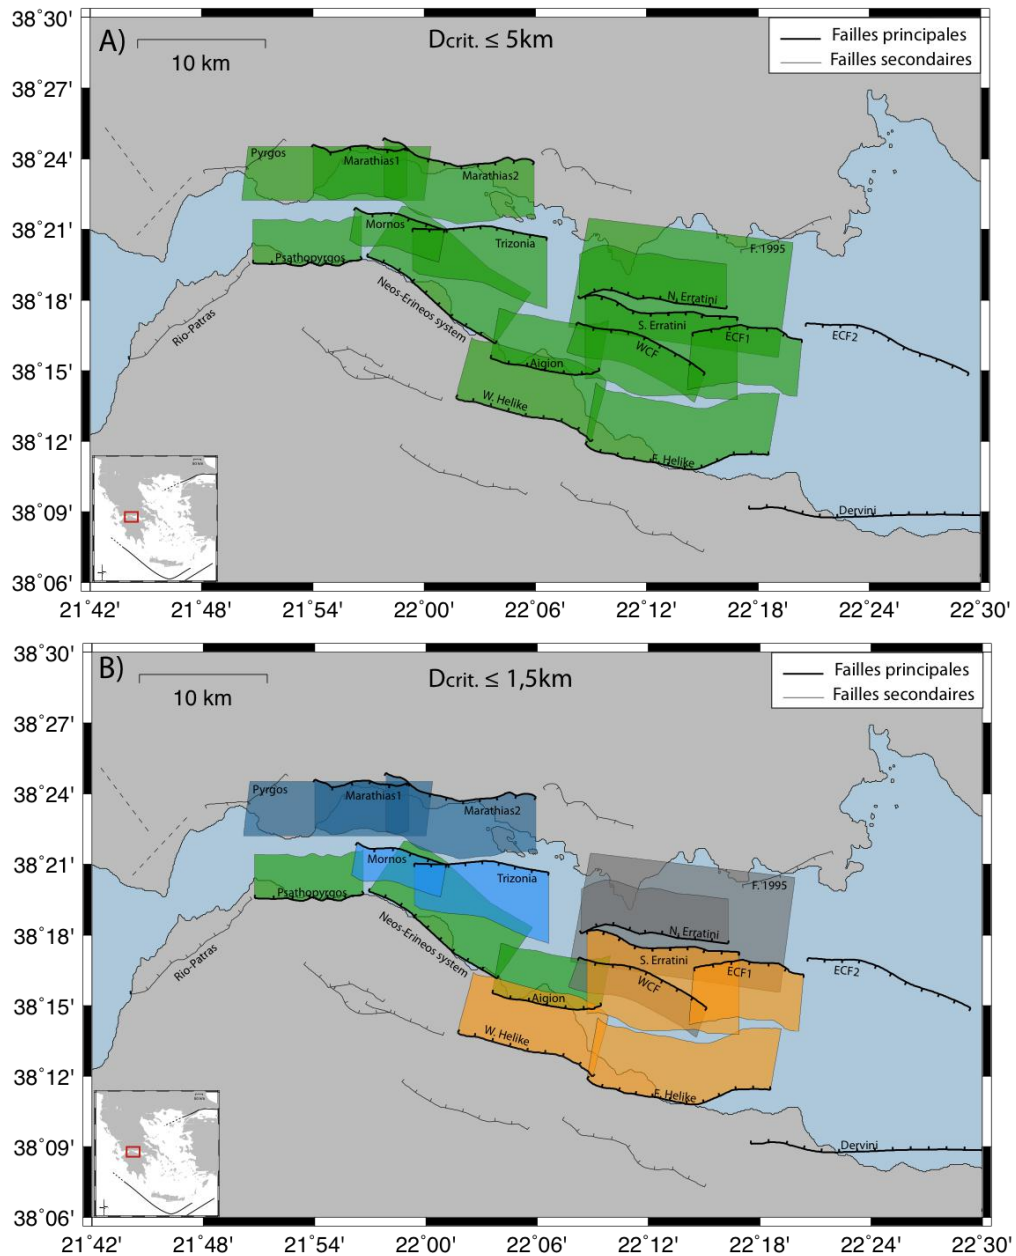 38˚30'
A)
Dcrit. ≤ 5km
Failles principales
Failles secondaires
10 km
38˚27'
38˚24'
Pyrgos
Marathias1
Marathias2
38˚21'
Mornos
Trizonia
F. 1995
Psathopyrgos
Neos-Erineos system
38˚18'
Rio-Patras
N. Erratini
S. Erratini
ECF1
ECF2
WCF
38˚15'
Aigion
W. Helike
38˚12'
E. Helike
38˚09'
Dervini
38˚06'
21˚42' 21˚48' 21˚54' 22˚00' 22˚06' 22˚12' 22˚18' 22˚24' 22˚30'
38˚30'
B)
Dcrit. ≤ 1,5km
Failles principales
Failles secondaires
10 km
38˚27'
38˚24'
Pyrgos
Marathias1
Marathias2
38˚21'
Mornos
Trizonia
F. 1995
Psathopyrgos
Neos-Erineos system
38˚18'
Rio-Patras
N. Erratini
S. Erratini
ECF1
ECF2
WCF
38˚15'
Aigion
W. Helike
38˚12'
E. Helike
38˚09'
Dervini
38˚06'
21˚42' 21˚48' 21˚54' 22˚00' 22˚06' 22˚12' 22˚18' 22˚24' 22˚30'